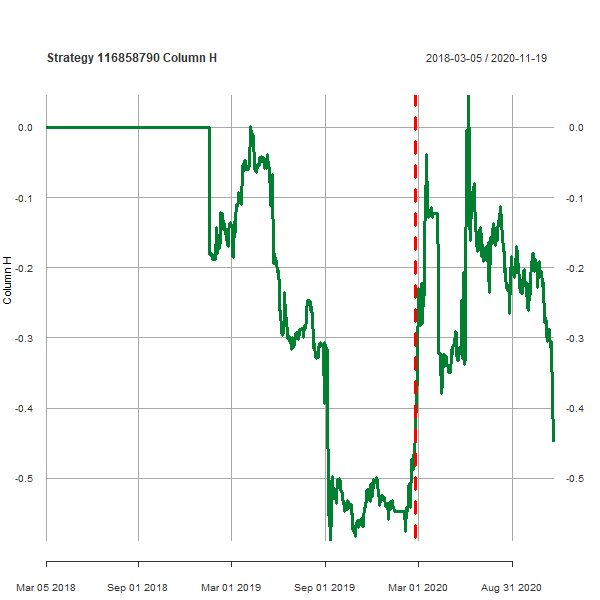 Strategy 116858790 Column H 2018-03-05 / 2020-11-19
0.0 0.0
-0.1 -0.1
-0.2 -0.2
-0.3 -0.3
-0.4 -0.4
-0.5 -0.5
Column H
Mar 05 2018 Sep 01 2018 Mar 01 2019 Sep 01 2019 Mar 01 2020 Aug 31 2020